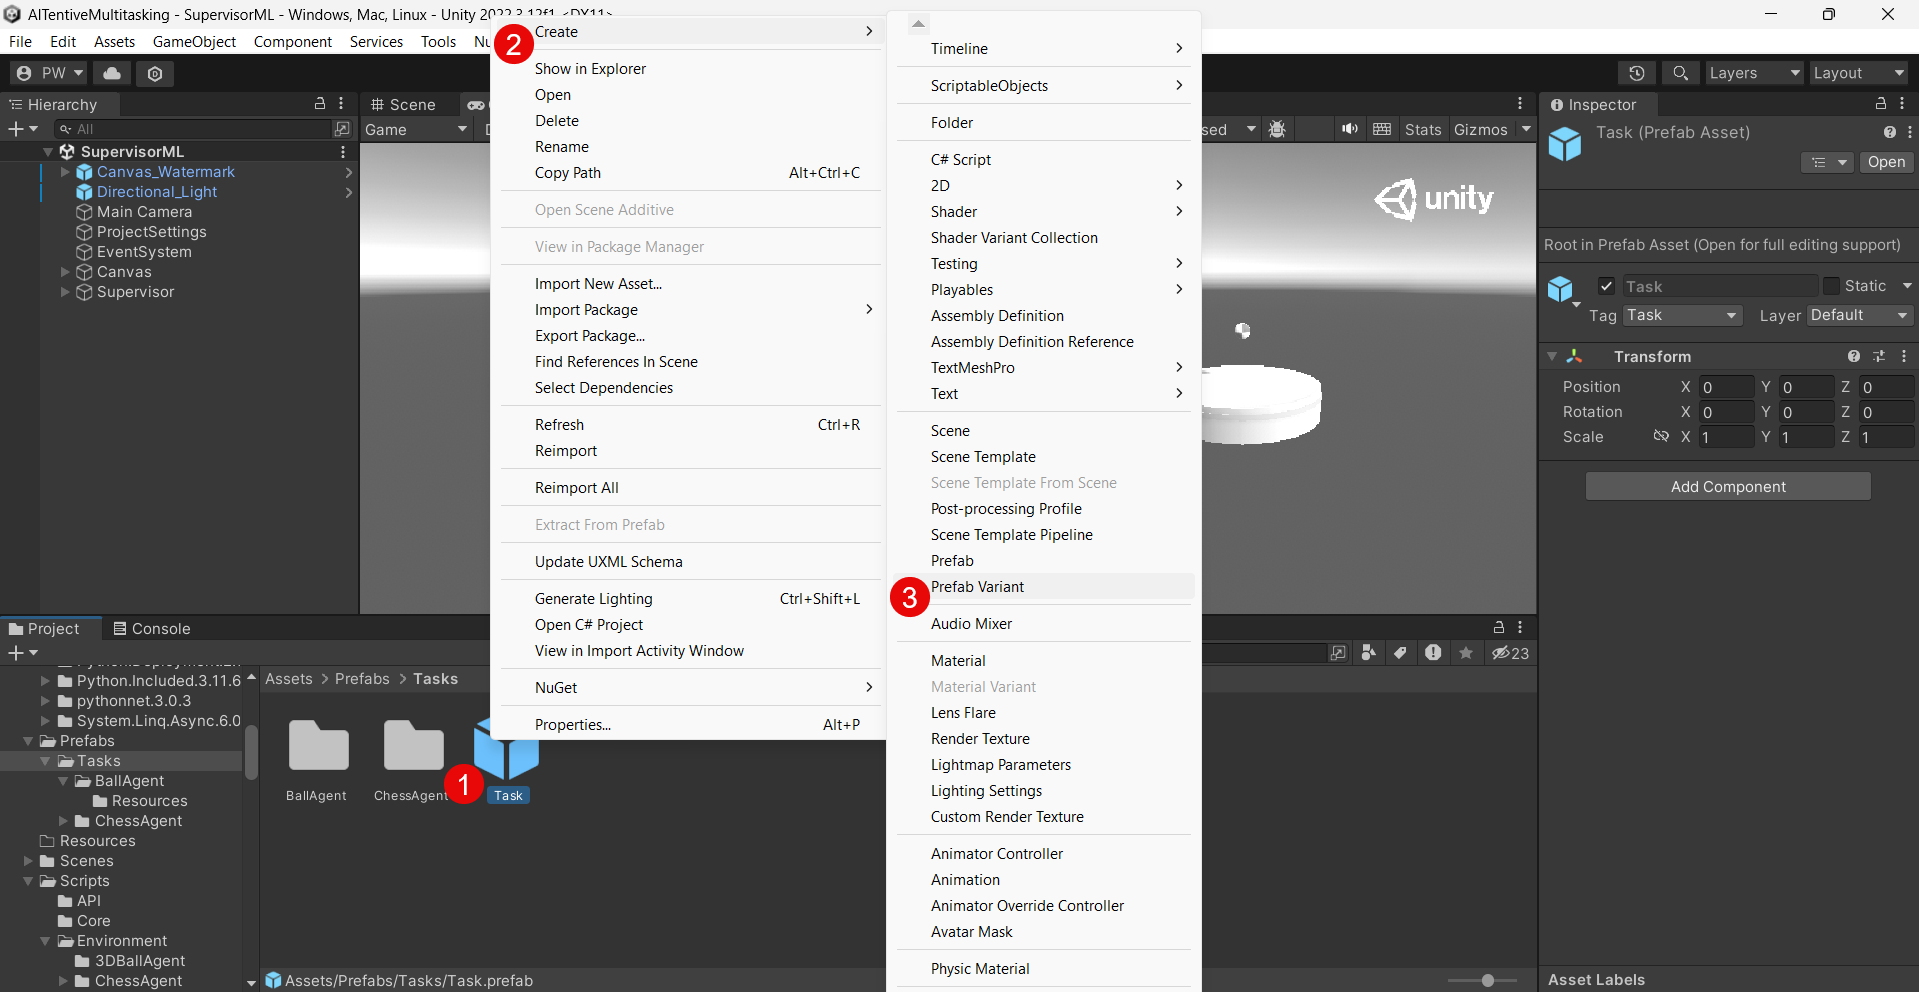 AITentiveMultitasking - SupervisorML - Windows, Mac, Linux - Unity 2022.3.12f1 <DX11>
File Edit Assets GameObject Component Services Tools
PW
Layers
Layout
Hierarchy
All
SupervisorML
Canvas_Watermark
Directional_Light
Main Camera
ProjectSettings
EventSystem
Canvas
Supervisor
Scene
Game
Stats
Gizmos
unity
2
Create
Show in Explorer
Open
Delete
Rename
Copy Path Alt+Ctrl+C
Open Scene Additive
View in Package Manager
Import New Asset...
Import Package
Export Package...
Find References In Scene
Select Dependencies
Refresh Ctrl+R
Reimport
Reimport All
Extract From Prefab
Update UXML Schema
Generate Lighting Ctrl+Shift+L
Open C# Project
View in Import Activity Window
NuGet
Properties... Alt+P
Timeline
ScriptableObjects
Folder
C# Script
2D
Shader
Shader Variant Collection
Testing
Playables
Assembly Definition
Assembly Definition Reference
TextMeshPro
Text
Scene
Scene Template
Scene Template From Scene
Post-processing Profile
Scene Template Pipeline
Prefab
3
Prefab Variant
Audio Mixer
Material
Material Variant
Lens Flare
Render Texture
Lightmap Parameters
Lighting Settings
Custom Render Texture
Animator Controller
Animation
Animator Override Controller
Avatar Mask
Physic Material
Inspector
Task (Prefab Asset)
Open
Root in Prefab Asset (Open for full editing support)
Task
Static
Tag Task Layer Default
Transform
Position X 0 Y 0 Z 0
Rotation X 0 Y 0 Z 0
Scale X 1 Y 1 Z 1
Add Component
Asset Labels
Project
Console
23
Python.Included.3.11.6
pythonnet.3.0.3
System.Linq.Async.6.0
Prefabs
Tasks
BallAgent
Resources
ChessAgent
Resources
Scenes
Scripts
API
Core
Environment
3DBallAgent
ChessAgent
Assets > Prefabs > Tasks
BallAgent
ChessAgent
1
Task
Assets/Prefabs/Tasks/Task.prefab